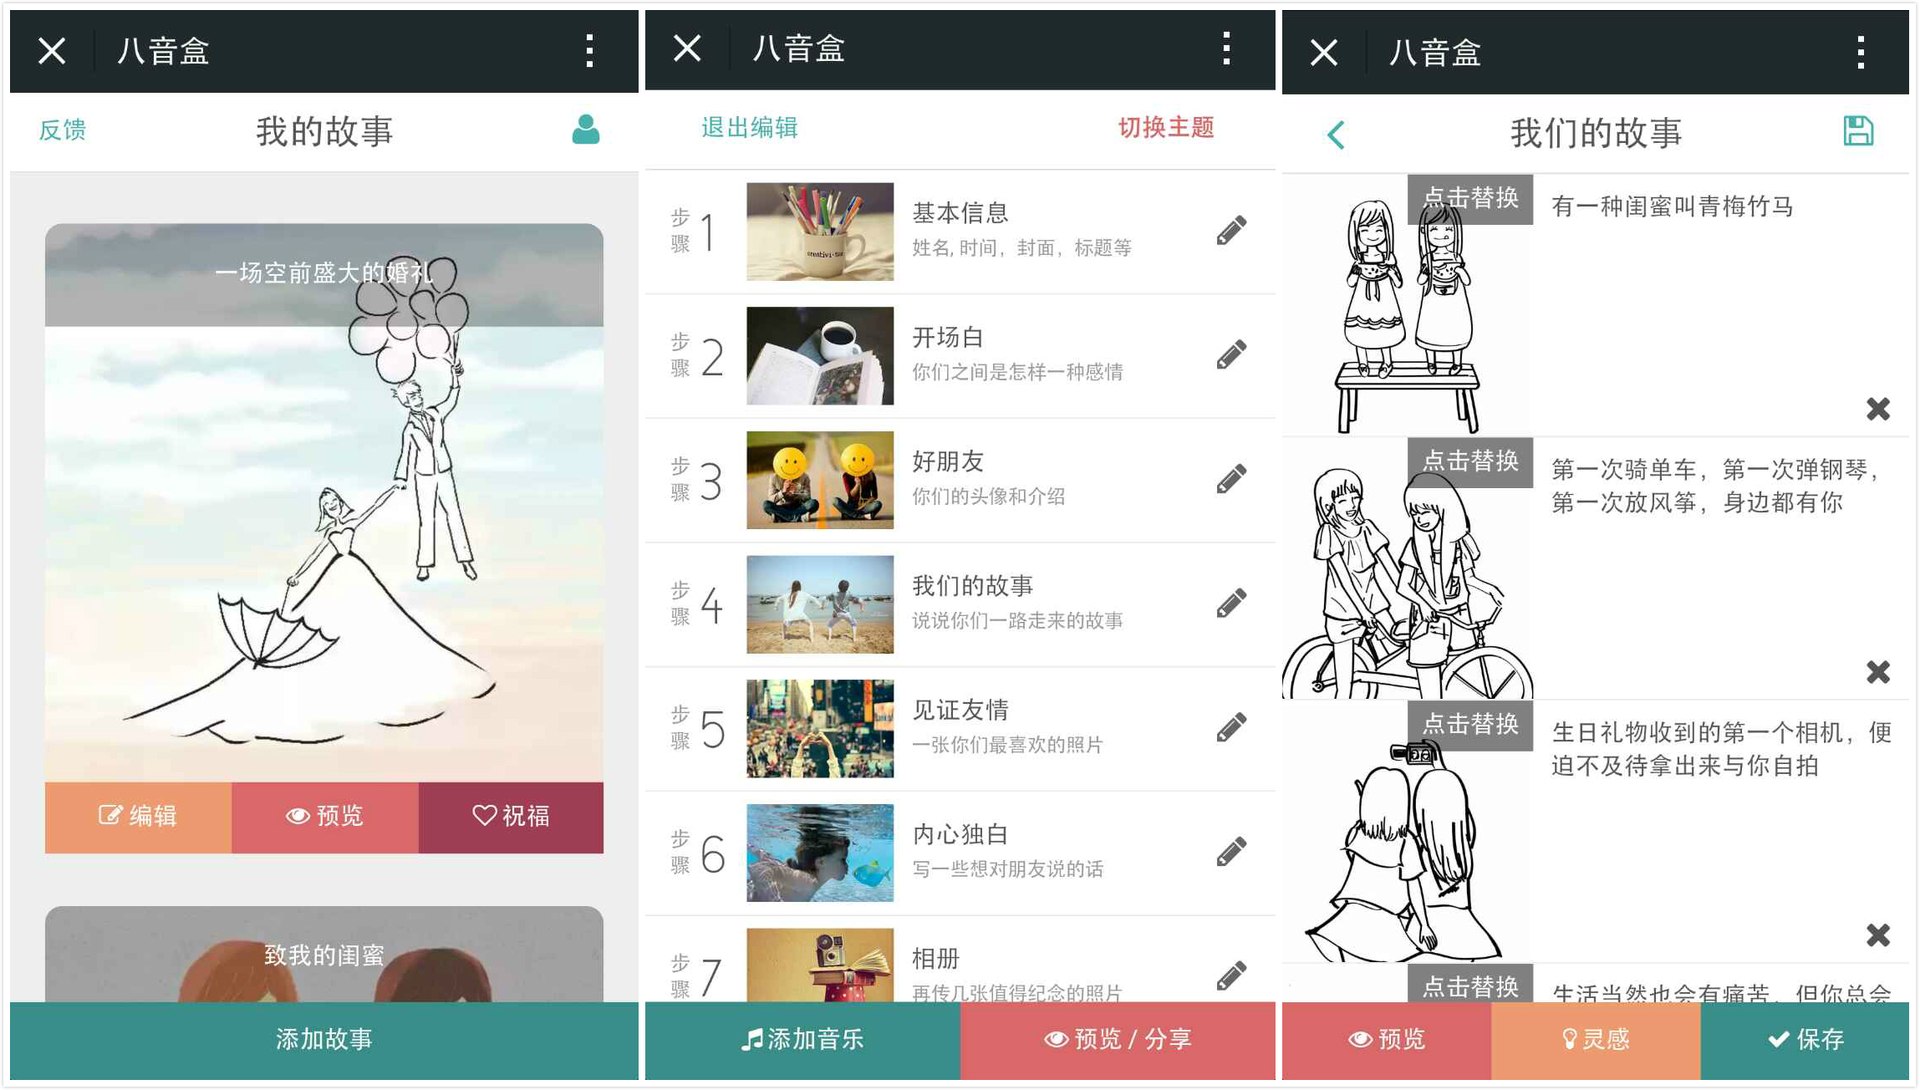 八音盒
反馈
我的故事
一场空前盛大的婚礼
编辑
预览
祝福
致我的闺蜜
添加故事
八音盒
退出编辑
切换主题
步骤 1
基本信息
姓名, 时间，封面，标题等
步骤 2
开场白
你们之间是怎样一种感情
步骤 3
好朋友
你们的头像和介绍
步骤 4
我们的故事
说说你们一路走来的故事
步骤 5
见证友情
一张你们最喜欢的照片
步骤 6
内心独白
写一些想对朋友说的话
步骤 7
相册
再传几张值得纪念的照片
添加音乐
预览 / 分享
八音盒
我们的故事
点击替换
有一种闺蜜叫青梅竹马
点击替换
第一次骑单车，第一次弹钢琴，
第一次放风筝，身边都有你
点击替换
生日礼物收到的第一个相机，便
迫不及待拿出来与你自拍
点击替换
生活当然也会有痛苦，但你总会
预览
灵感
保存